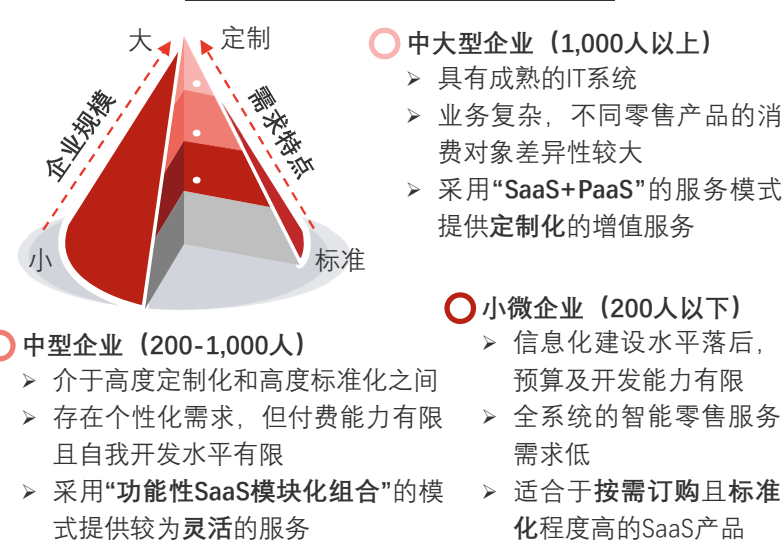 大
定制
企业规模
需求特点
小
标准
中大型企业（1,000人以上）
➢ 具有成熟的IT系统
➢ 业务复杂，不同零售产品的消
费对象差异性较大
➢ 采用“SaaS+PaaS”的服务模式
提供定制化的增值服务
中型企业（200-1,000人）
➢ 介于高度定制化和高度标准化之间
➢ 存在个性化需求，但付费能力有限
且自我开发水平有限
➢ 采用“功能性SaaS模块化组合”的模
式提供较为灵活的服务
小微企业（200人以下）
➢ 信息化建设水平落后，
预算及开发能力有限
➢ 全系统的智能零售服务
需求低
➢ 适合于按需订购且标准
化程度高的SaaS产品